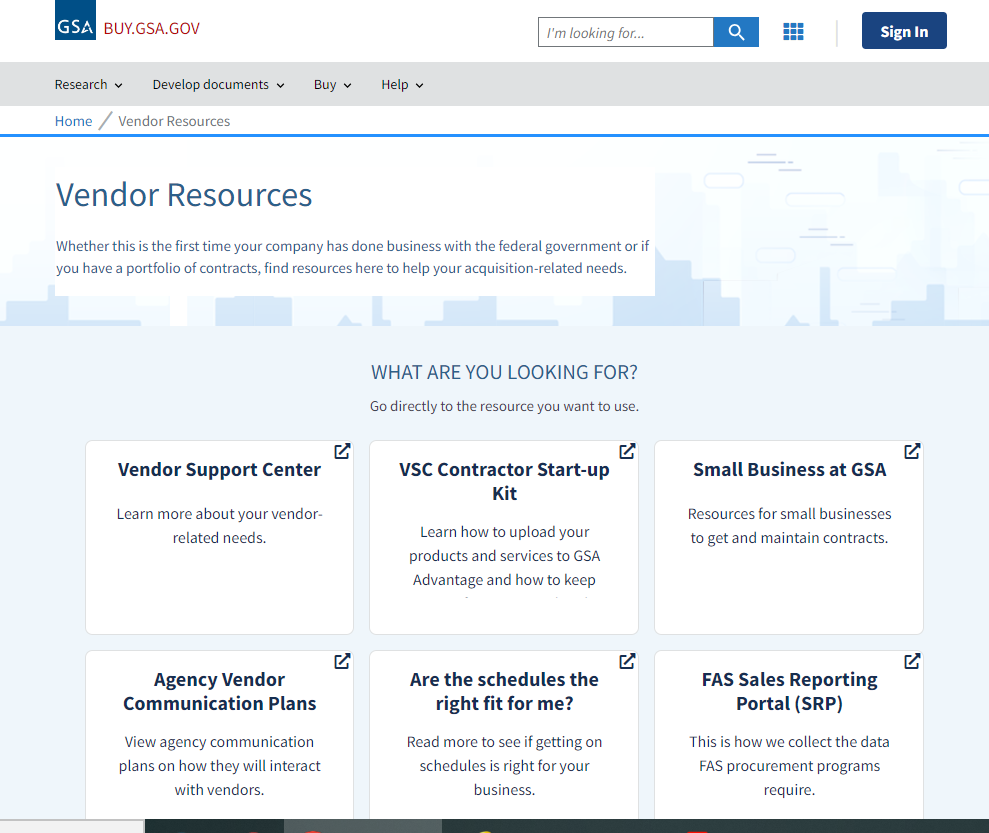 GSA BUY.GSA.GOV
I'm looking for...
Sign In
Research
Develop documents
Buy
Help
Home
Vendor Resources
Vendor Resources
Whether this is the first time your company has done business with the federal government or if
you have a portfolio of contracts, find resources here to help your acquisition-related needs.
WHAT ARE YOU LOOKING FOR?
Go directly to the resource you want to use.
Vendor Support Center
Learn more about your vendor-
related needs.
VSC Contractor Start-up
Kit
Learn how to upload your
products and services to GSA
Advantage and how to keep
Small Business at GSA
Resources for small businesses
to get and maintain contracts.
Agency Vendor
Communication Plans
View agency communication
plans on how they will interact
with vendors.
Are the schedules the
right fit for me?
Read more to see if getting on
schedules is right for your
business.
FAS Sales Reporting
Portal (SRP)
This is how we collect the data
FAS procurement programs
require.